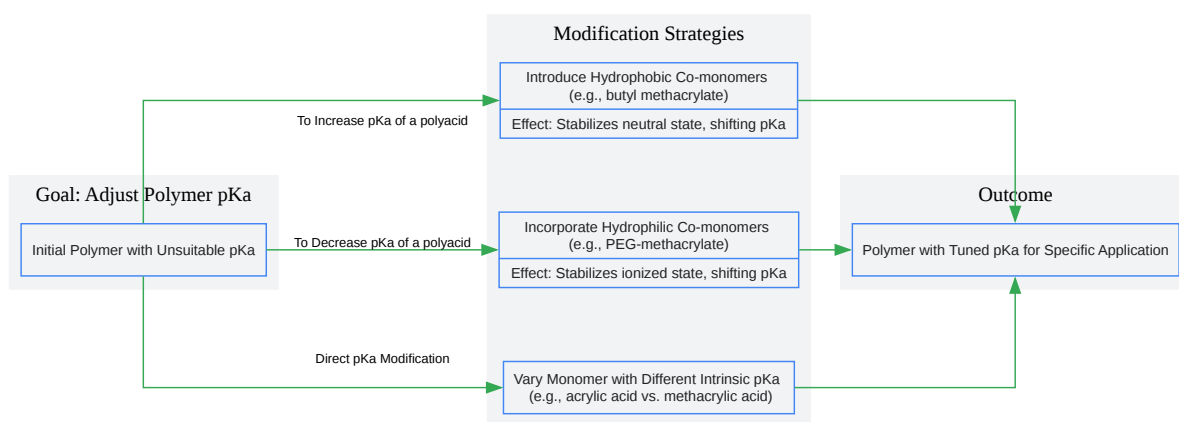 Modification Strategies
Introduce Hydrophobic Co-monomers
(e.g., butyl methacrylate)
Effect: Stabilizes neutral state, shifting pKa
To Increase pKa of a polyacid
Goal: Adjust Polymer pKa
Initial Polymer with Unsuitable pKa
To Decrease pKa of a polyacid
Incorporate Hydrophilic Co-monomers
(e.g., PEG-methacrylate)
Effect: Stabilizes ionized state, shifting pKa
Outcome
Polymer with Tuned pKa for Specific Application
Direct pKa Modification
Vary Monomer with Different Intrinsic pKa
(e.g., acrylic acid vs. methacrylic acid)